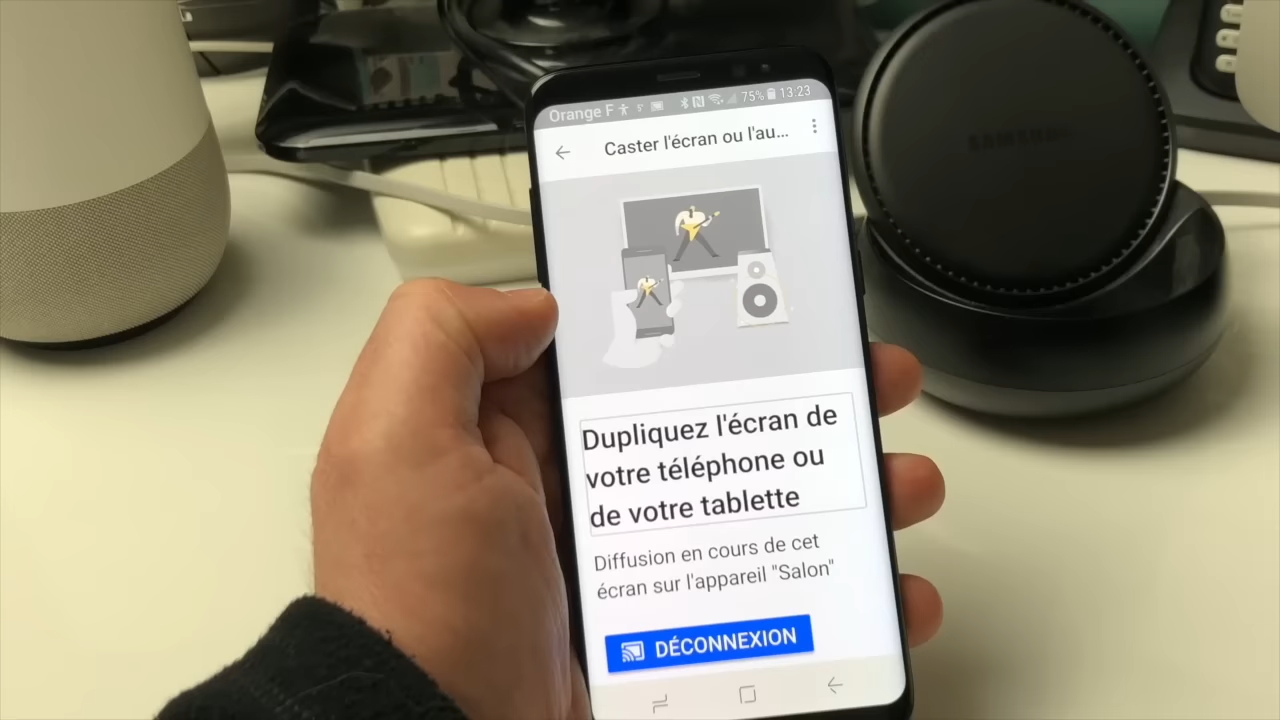 Orange F 75% 13:23
Caster l'écran ou l'au...
Dupliquez l'écran de
votre téléphone ou
de votre tablette
Diffusion en cours de cet
écran sur l'appareil "Salon"
DÉCONNEXION
SAMSUNG